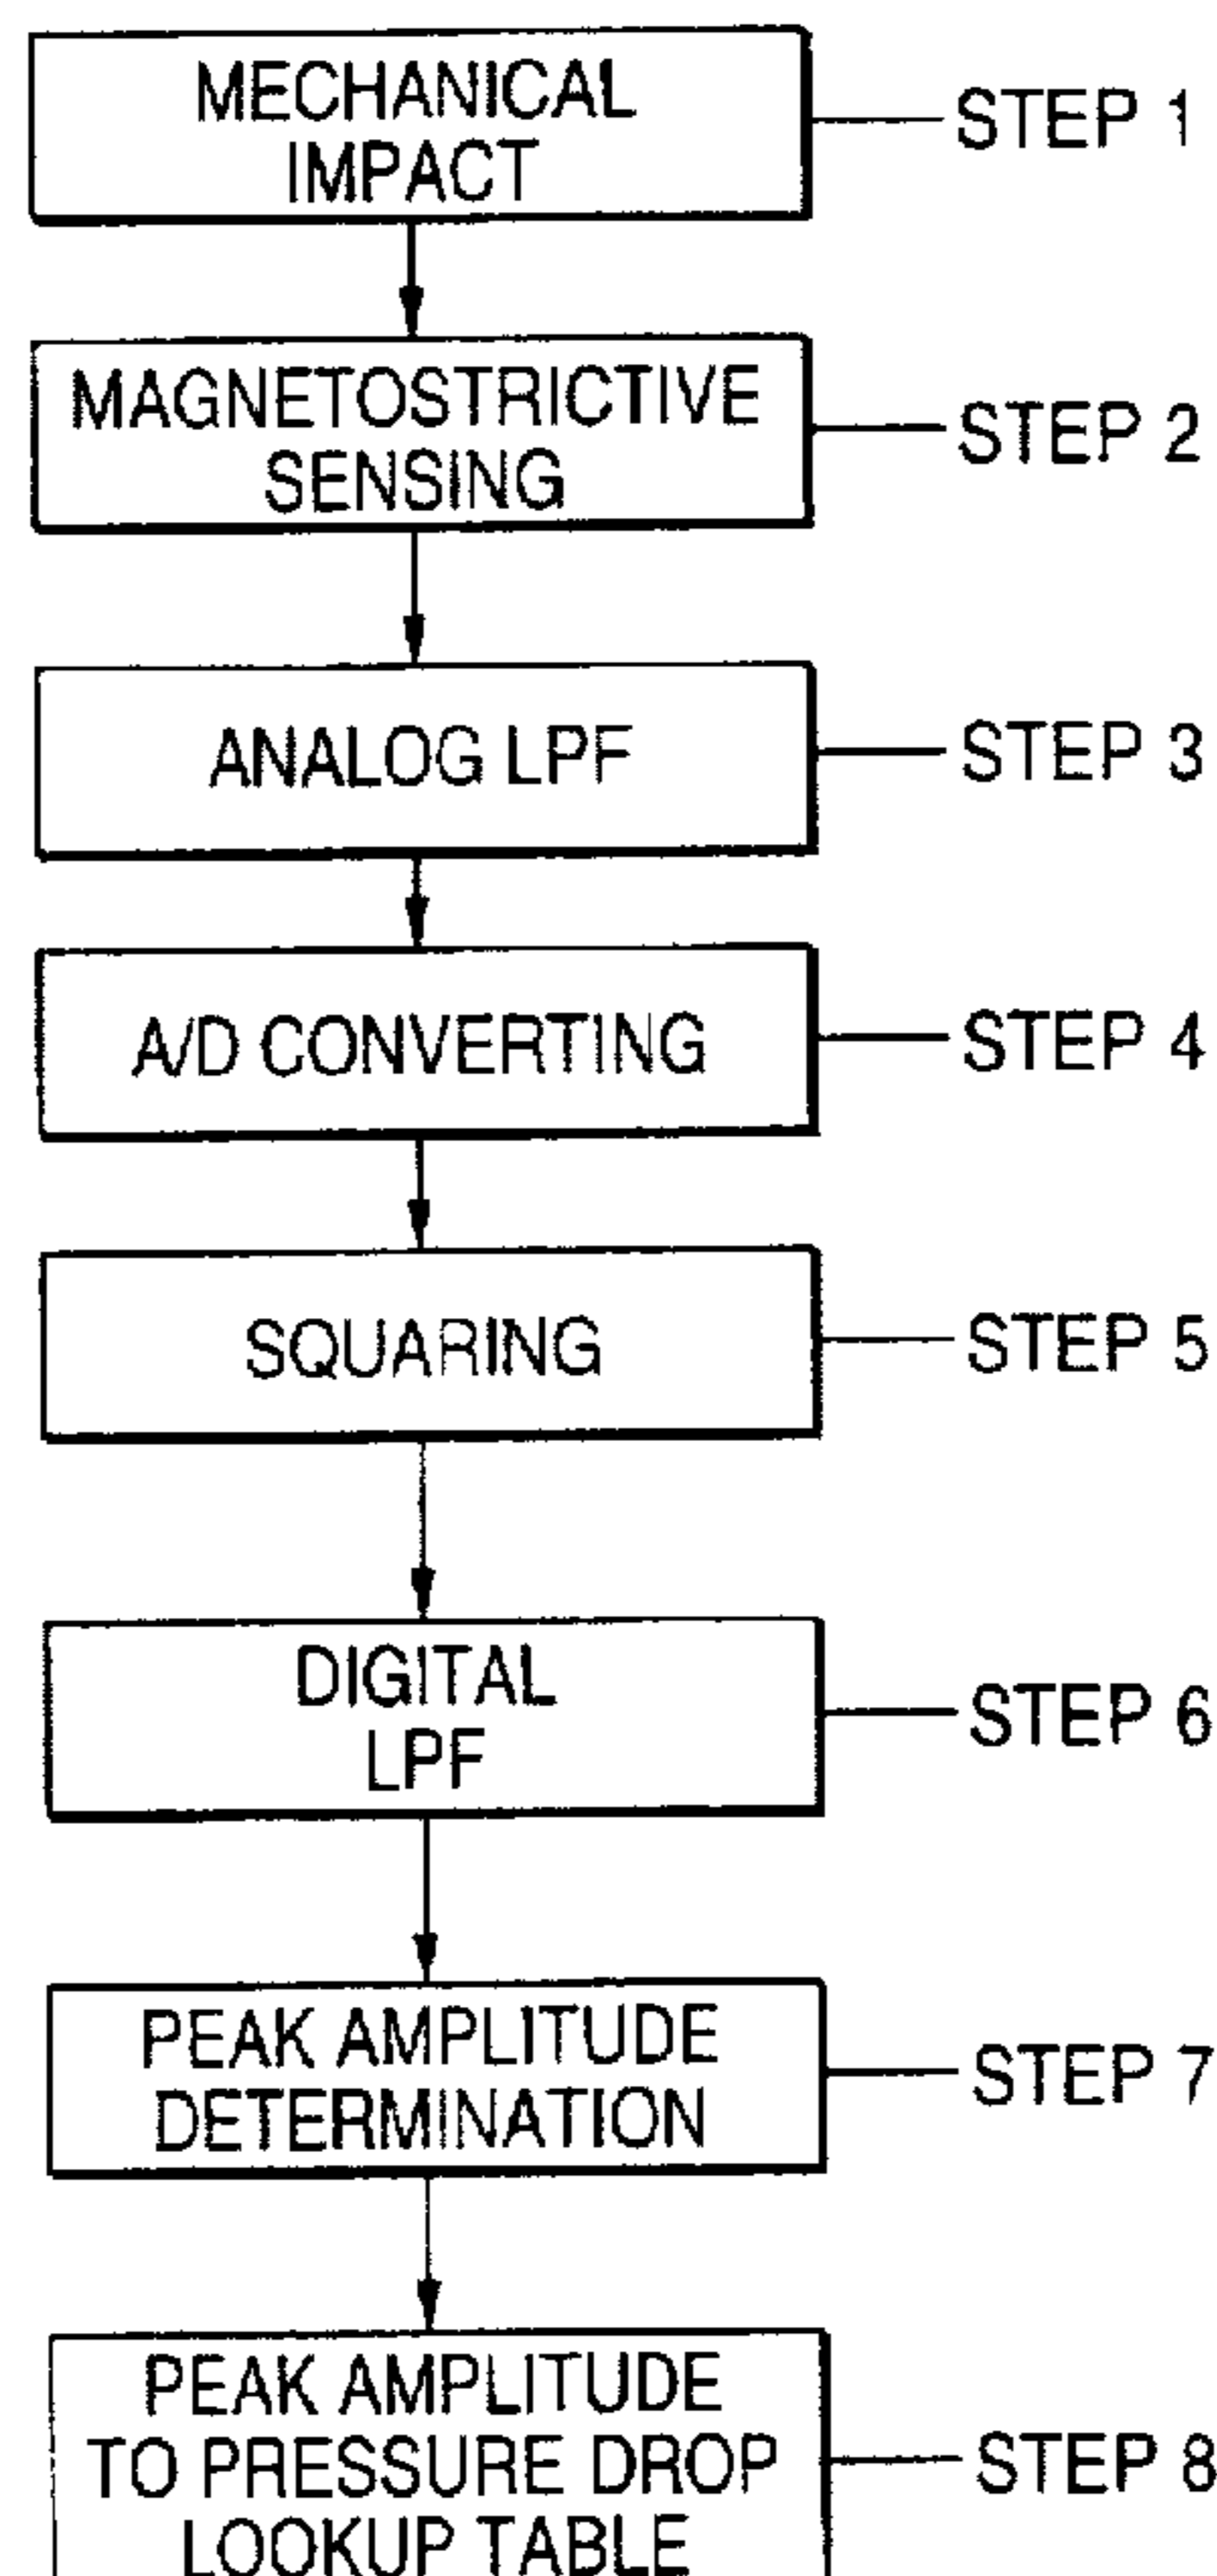 MECHANICAL
IMPACT
STEP 1
MAGNETOSTRICTIVE
SENSING
STEP 2
ANALOG LPF
STEP 3
A/D CONVERTING
STEP 4
SQUARING
STEP 5
DIGITAL
LPF
STEP 6
PEAK AMPLITUDE
DETERMINATION
STEP 7
PEAK AMPLITUDE
TO PRESSURE DROP
LOOKUP TABLE
STEP 8